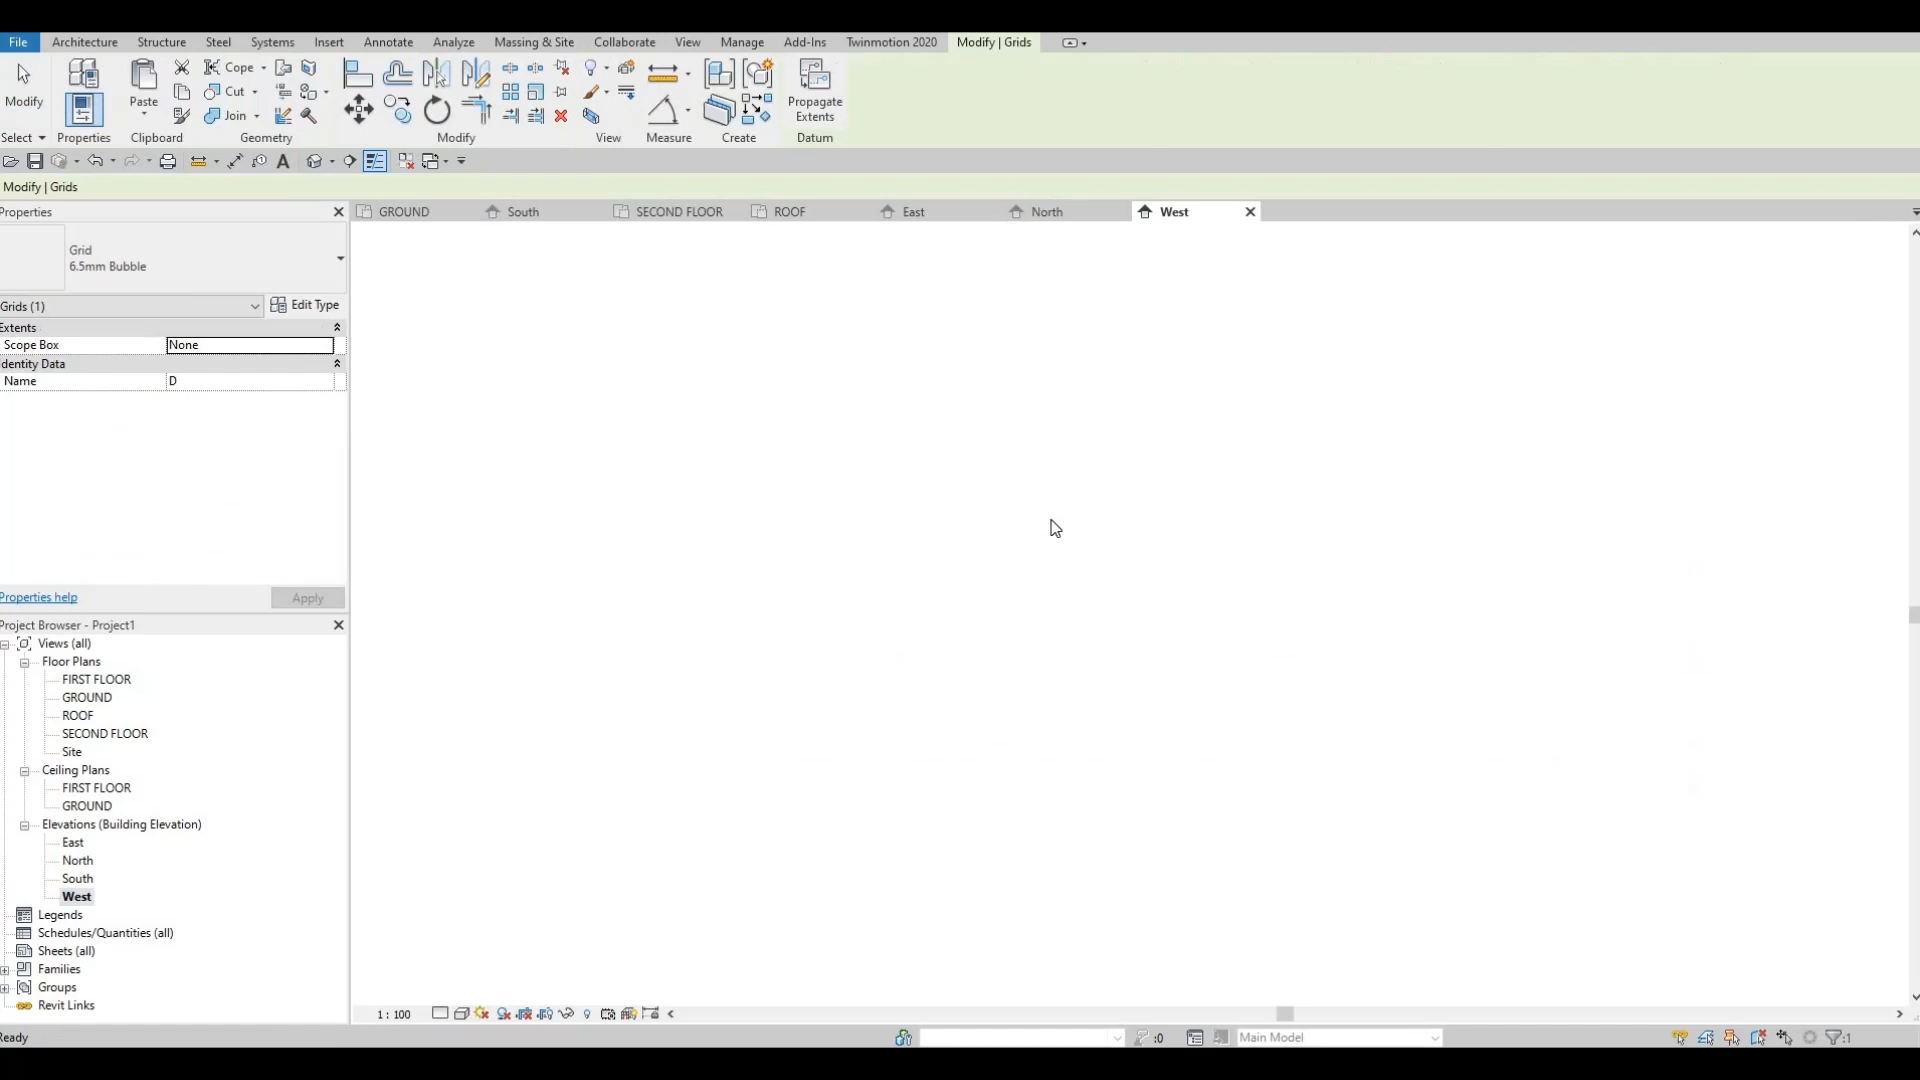 File Architecture Structure Steel Systems Insert Annotate Analyze Massing & Site Collaborate View Manage Add-Ins Twinmotion 2020 Modify | Grids
Cope
Cut
Join
Modify
Paste
Propagate
Extents
Select Properties Clipboard Geometry Modify View Measure Create Datum
Modify | Grids
Properties
GROUND South SECOND FLOOR ROOF East North West
Grid
6.5mm Bubble
Grids (1) Edit Type
Extents
Scope Box None
Identity Data
Name D
Properties help Apply
Project Browser - Project1
Views (all)
Floor Plans
FIRST FLOOR
GROUND
ROOF
SECOND FLOOR
Site
Ceiling Plans
FIRST FLOOR
GROUND
Elevations (Building Elevation)
East
North
South
West
Legends
Schedules/Quantities (all)
Sheets (all)
Families
Groups
Revit Links
1 : 100
Ready :0 Main Model :1